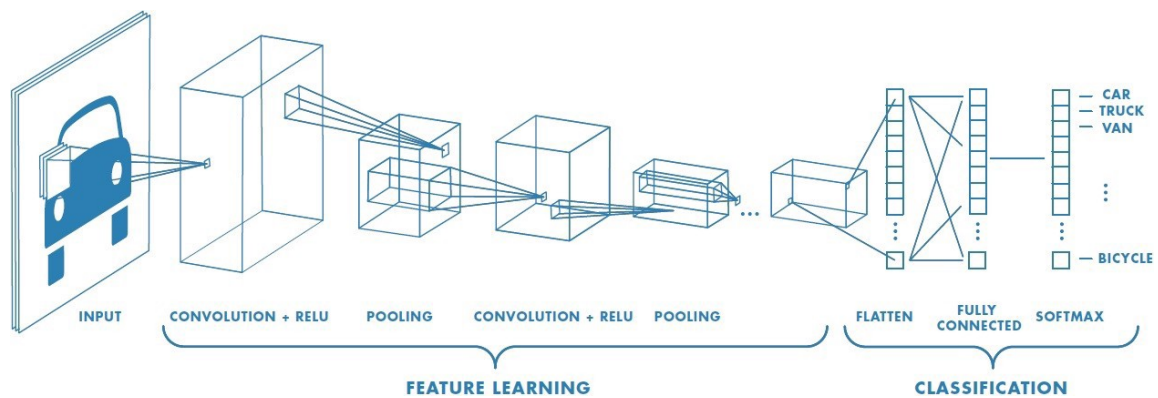 CAR
TRUCK
VAN
BICYCLE
INPUT
CONVOLUTION + RELU
POOLING
CONVOLUTION + RELU
POOLING
FLATTEN
FULLY
CONNECTED
SOFTMAX
FEATURE LEARNING
CLASSIFICATION